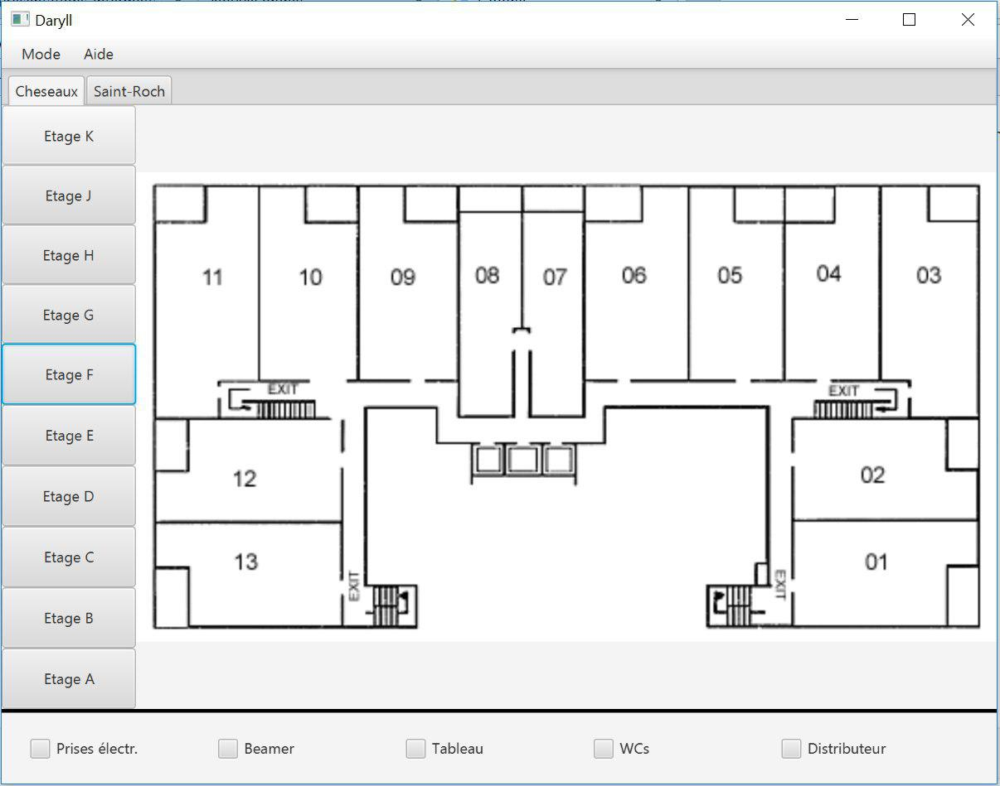 Daryll
Mode Aide
Cheseaux Saint-Roch
Etage K
Etage J
Etage H
Etage G
Etage F
Etage E
Etage D
Etage C
Etage B
Etage A
11 10 09 08 07 06 05 04 03
EXIT EXIT
12 02
13 01
EXIT EXIT
Prises électr. Beamer Tableau WCs Distributeur